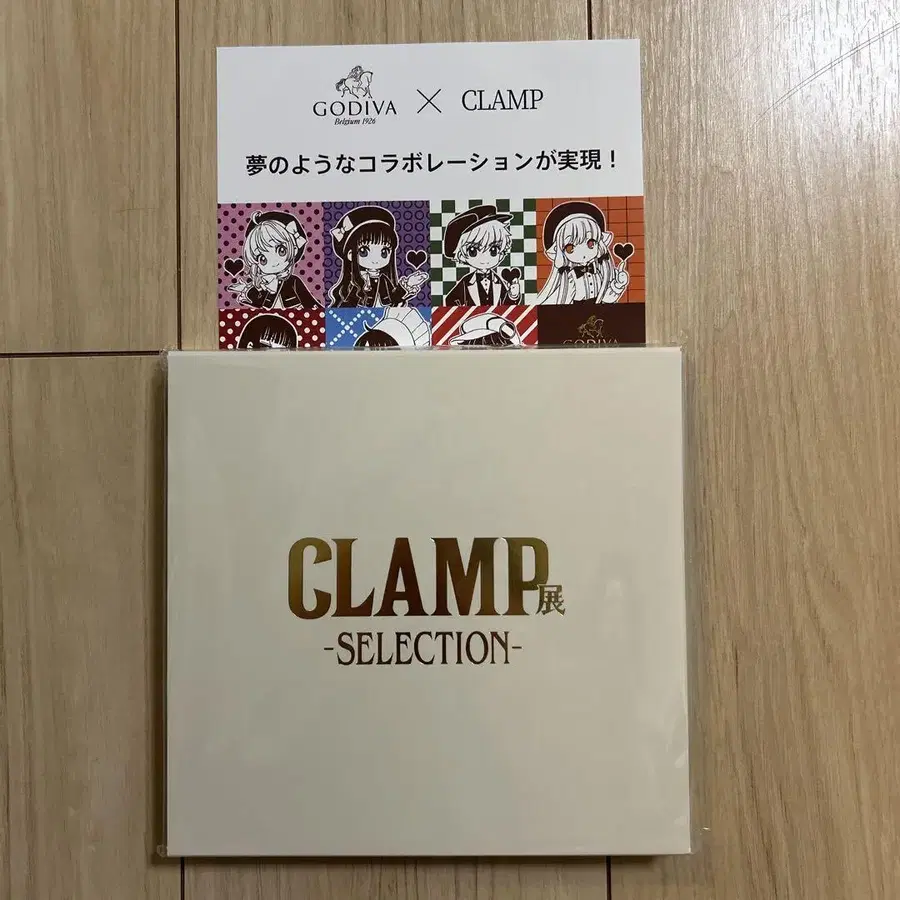 GODIVA × CLAMP
Belgium 1926
夢のようなコラボレーションが実現！
GODIVA
CLAMP展
-SELECTION-